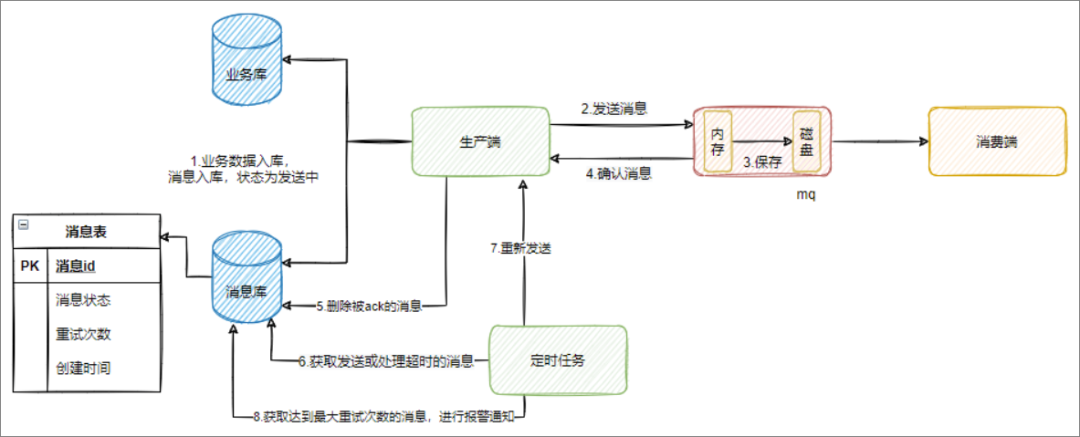 业务库
1.业务数据入库，
消息入库，状态为发送中
生产端
2.发送消息
4.确认消息
内
存
3.保存
磁
盘
mq
消费端
消息表
PK
消息id
消息状态
重试次数
创建时间
消息库
5.删除被ack的消息
6.获取发送或处理超时的消息
7.重新发送
定时任务
8.获取达到最大重试次数的消息，进行报警通知